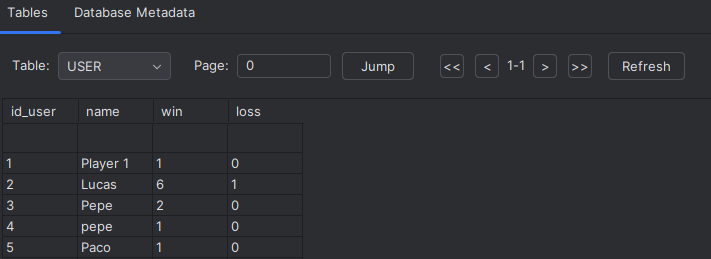 Tables Database Metadata
Table: USER Page: 0 Jump << < 1-1 > >> Refresh
id_user name win loss
1 Player 1 1 0
2 Lucas 6 1
3 Pepe 2 0
4 pepe 1 0
5 Paco 1 0